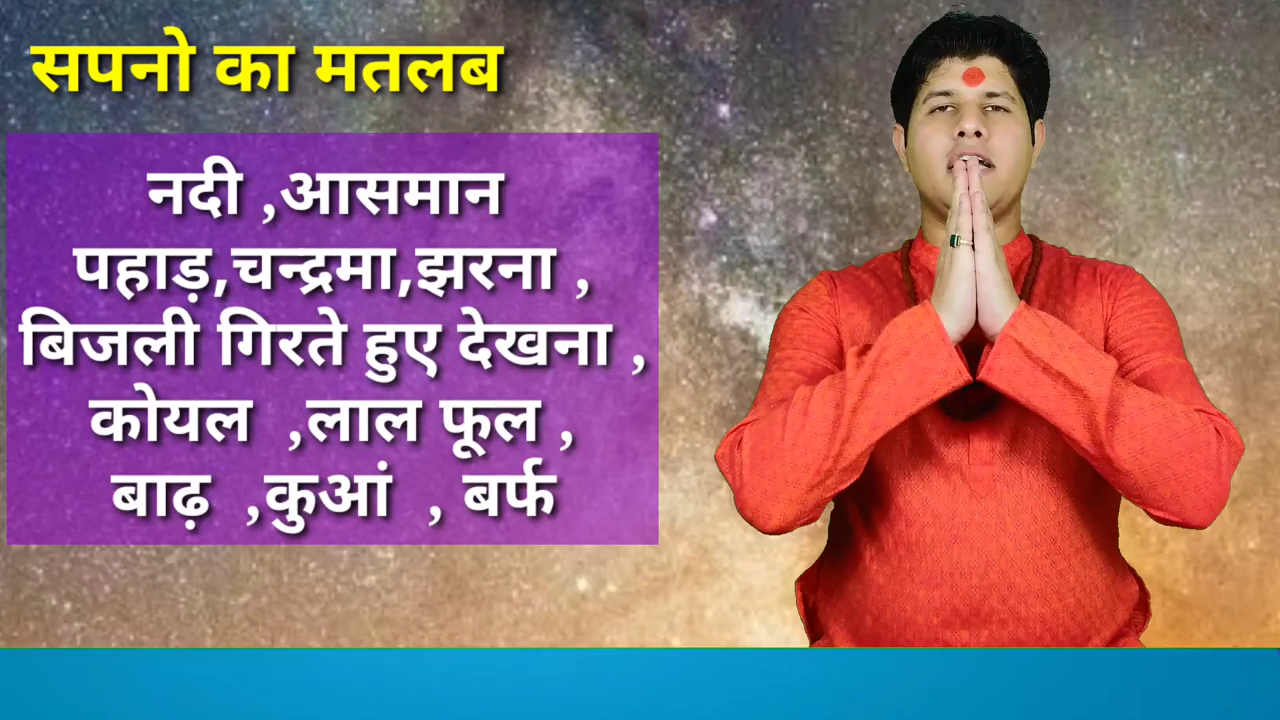 सपनो का मतलब
नदी ,आसमान
पहाड़,चन्द्रमा,झरना ,
बिजली गिरते हुए देखना ,
कोयल ,लाल फूल ,
बाढ़ ,कुआं , बर्फ